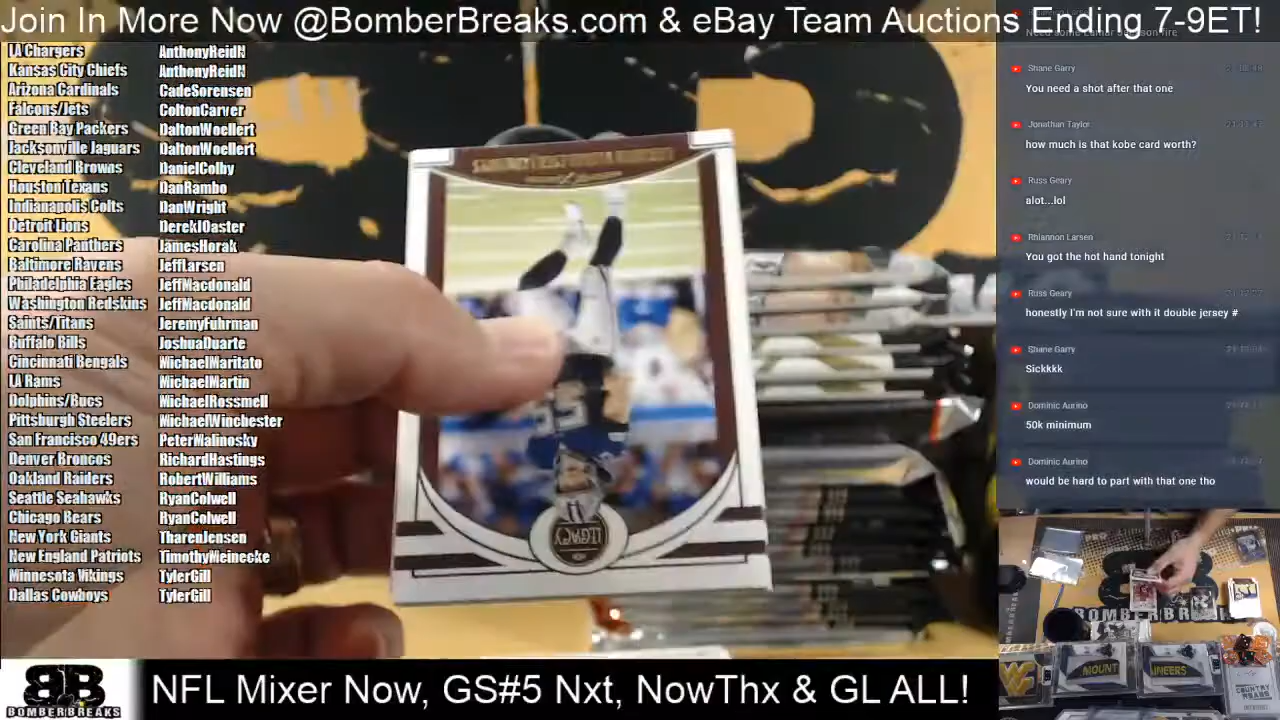 Join In More Now @BomberBreaks.com & eBay Team Auctions Ending 7-9ET!
LA Chargers AnthonyReidN
Kansas City Chiefs AnthonyReidN
Arizona Cardinals CadeSorensen
Falcons/Jets ColtonCarver
Green Bay Packers DaltonWoellert
Jacksonville Jaguars DaltonWoellert
Cleveland Browns DanielColby
Houston Texans DanRambo
Indianapolis Colts DanWright
Detroit Lions DerekJOaster
Carolina Panthers JamesHorak
Baltimore Ravens JeffLarsen
Philadelphia Eagles JeffMacdonald
Washington Redskins JeffMacdonald
Saints/Titans JeremyFuhrman
Buffalo Bills JoshuaDuarte
Cincinnati Bengals MichaelMaritato
LA Rams MichaelMartin
Dolphins/Bucs MichaelRossmell
Pittsburgh Steelers MichaelWinchester
San Francisco 49ers PeterMalinosky
Denver Broncos RichardHastings
Oakland Raiders RobertWilliams
Seattle Seahawks RyanColwell
Chicago Bears RyanColwell
New York Giants TharenJensen
New England Patriots TimothyMeinecke
Minnesota Vikings TylerGill
Dallas Cowboys TylerGill
LEGACY
Shane Garry
You need a shot after that one
Jonathan Taylor
how much is that kobe card worth?
Russ Geary
alot...lol
Rhiannon Larsen
You got the hot hand tonight
Russ Geary
honestly I'm not sure with it double jersey #
Shane Garry
Sickkkk
Dominic Aurino
50k minimum
Dominic Aurino
would be hard to part with that one tho
BOMBERBREAKS
MOUNT
AINEERS
COUNTRY
ROADS
BOMBERBREAKS
NFL Mixer Now, GS#5 Nxt, NowThx & GL ALL!